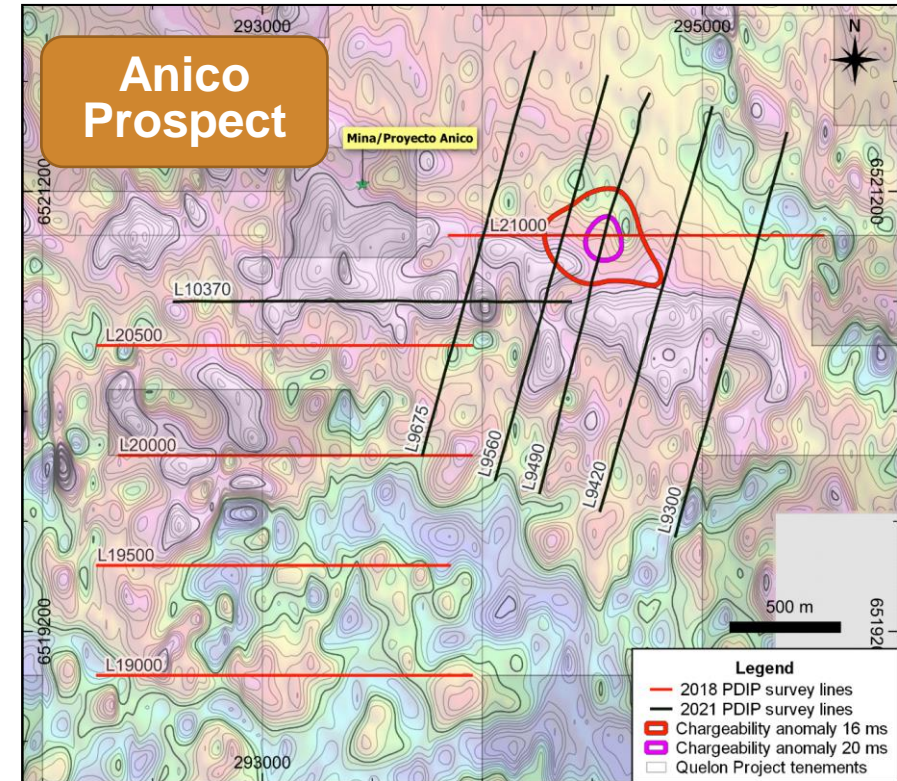 293000
295000
N
Anico
Prospect
Mina/Proyecto Anico
6521200
6521200
L21000
L10370
L20500
L20000
L9675
L9560
L9490
L9420
L9300
L19500
L19000
6519200
65192
500 m
293000
Legend
2018 PDIP survey lines
2021 PDIP survey lines
Chargeability anomaly 16 ms
Chargeability anomaly 20 ms
Quelon Project tenements